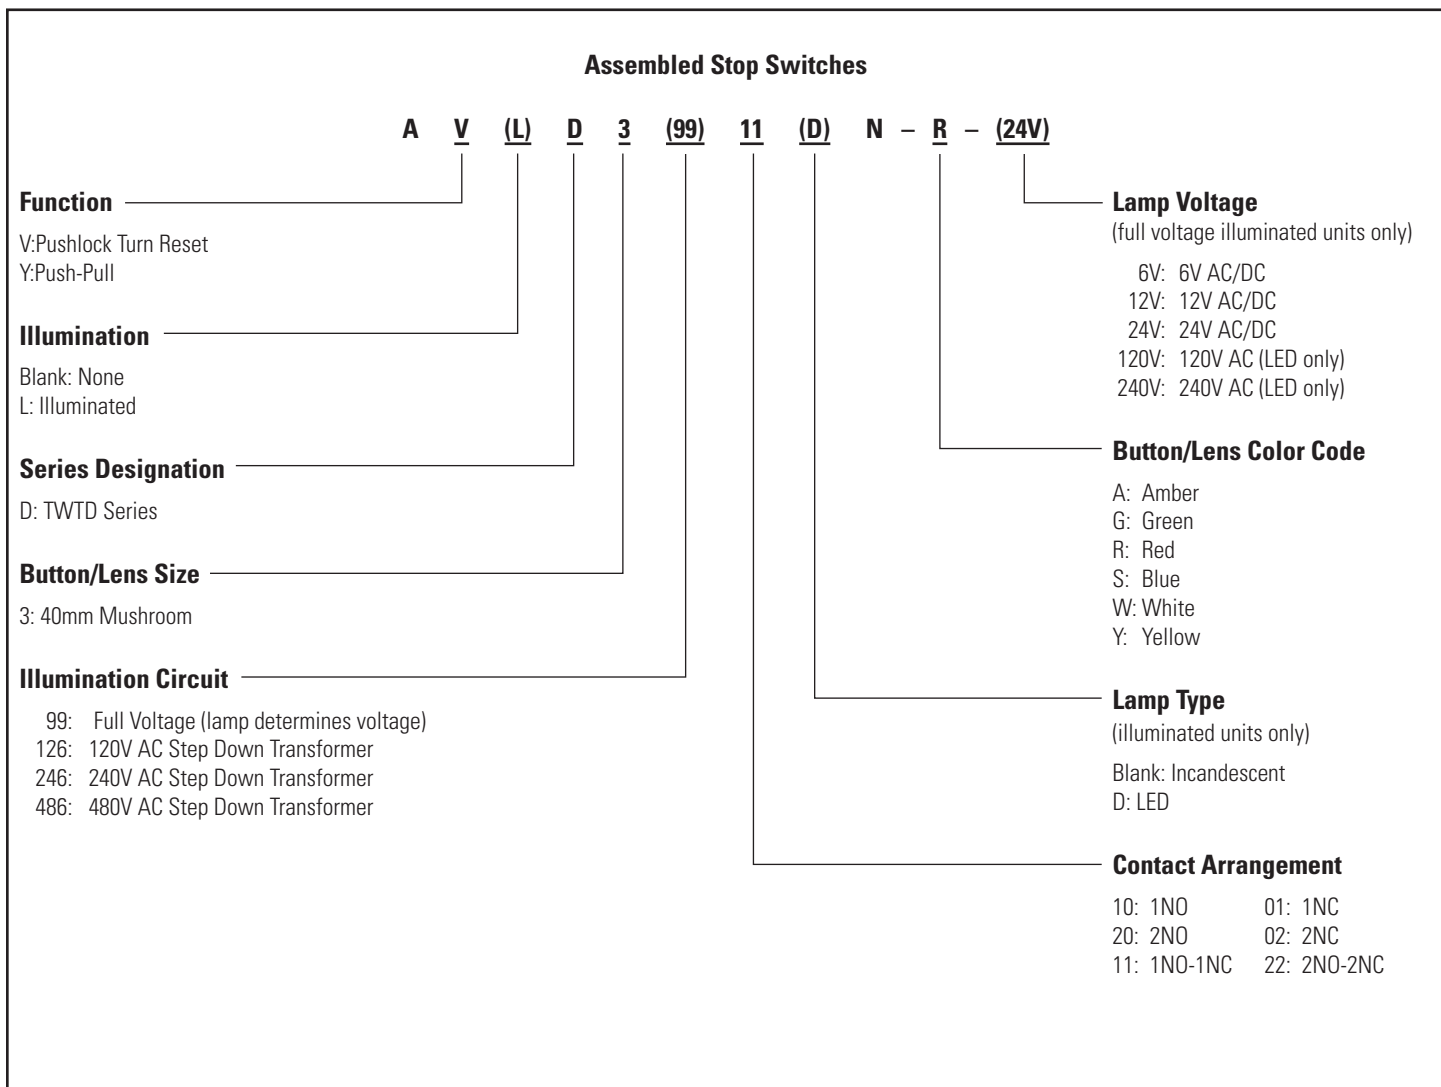 Assembled Stop Switches
A V (L) D 3 (99) 11 (D) N – R – (24V)
Function
V:Pushlock Turn Reset
Y:Push-Pull
Illumination
Blank: None
L: Illuminated
Series Designation
D: TWTD Series
Button/Lens Size
3: 40mm Mushroom
Illumination Circuit
99: Full Voltage (lamp determines voltage)
126: 120V AC Step Down Transformer
246: 240V AC Step Down Transformer
486: 480V AC Step Down Transformer
Lamp Voltage
(full voltage illuminated units only)
6V: 6V AC/DC
12V: 12V AC/DC
24V: 24V AC/DC
120V: 120V AC (LED only)
240V: 240V AC (LED only)
Button/Lens Color Code
A: Amber
G: Green
R: Red
S: Blue
W: White
Y: Yellow
Lamp Type
(illuminated units only)
Blank: Incandescent
D: LED
Contact Arrangement
10: 1NO 01: 1NC
20: 2NO 02: 2NC
11: 1NO-1NC 22: 2NO-2NC